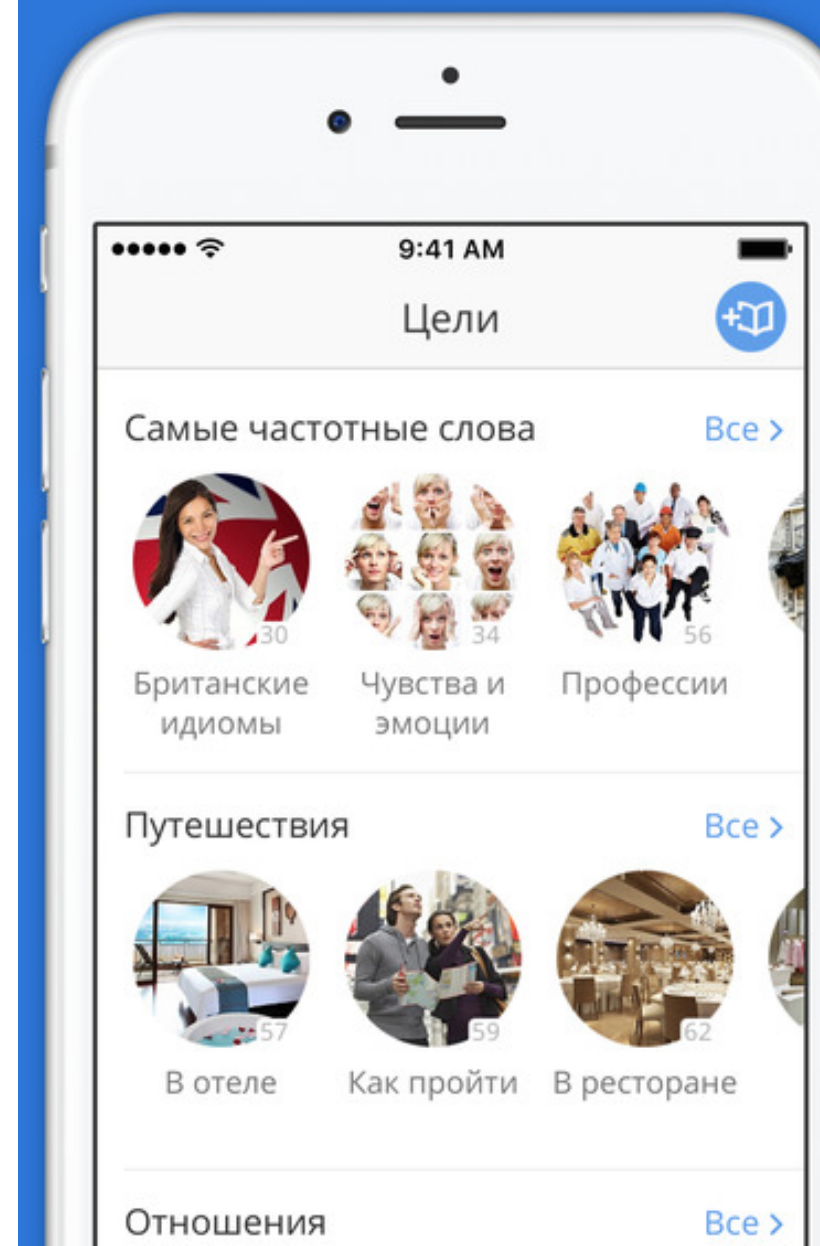 9:41 AM
Цели
Самые частотные слова Все >
30 34 56
Британские идиомы
Чувства и эмоции
Профессии
Путешествия Все >
57 59 62
В отеле Как пройти В ресторане
Отношения Все >